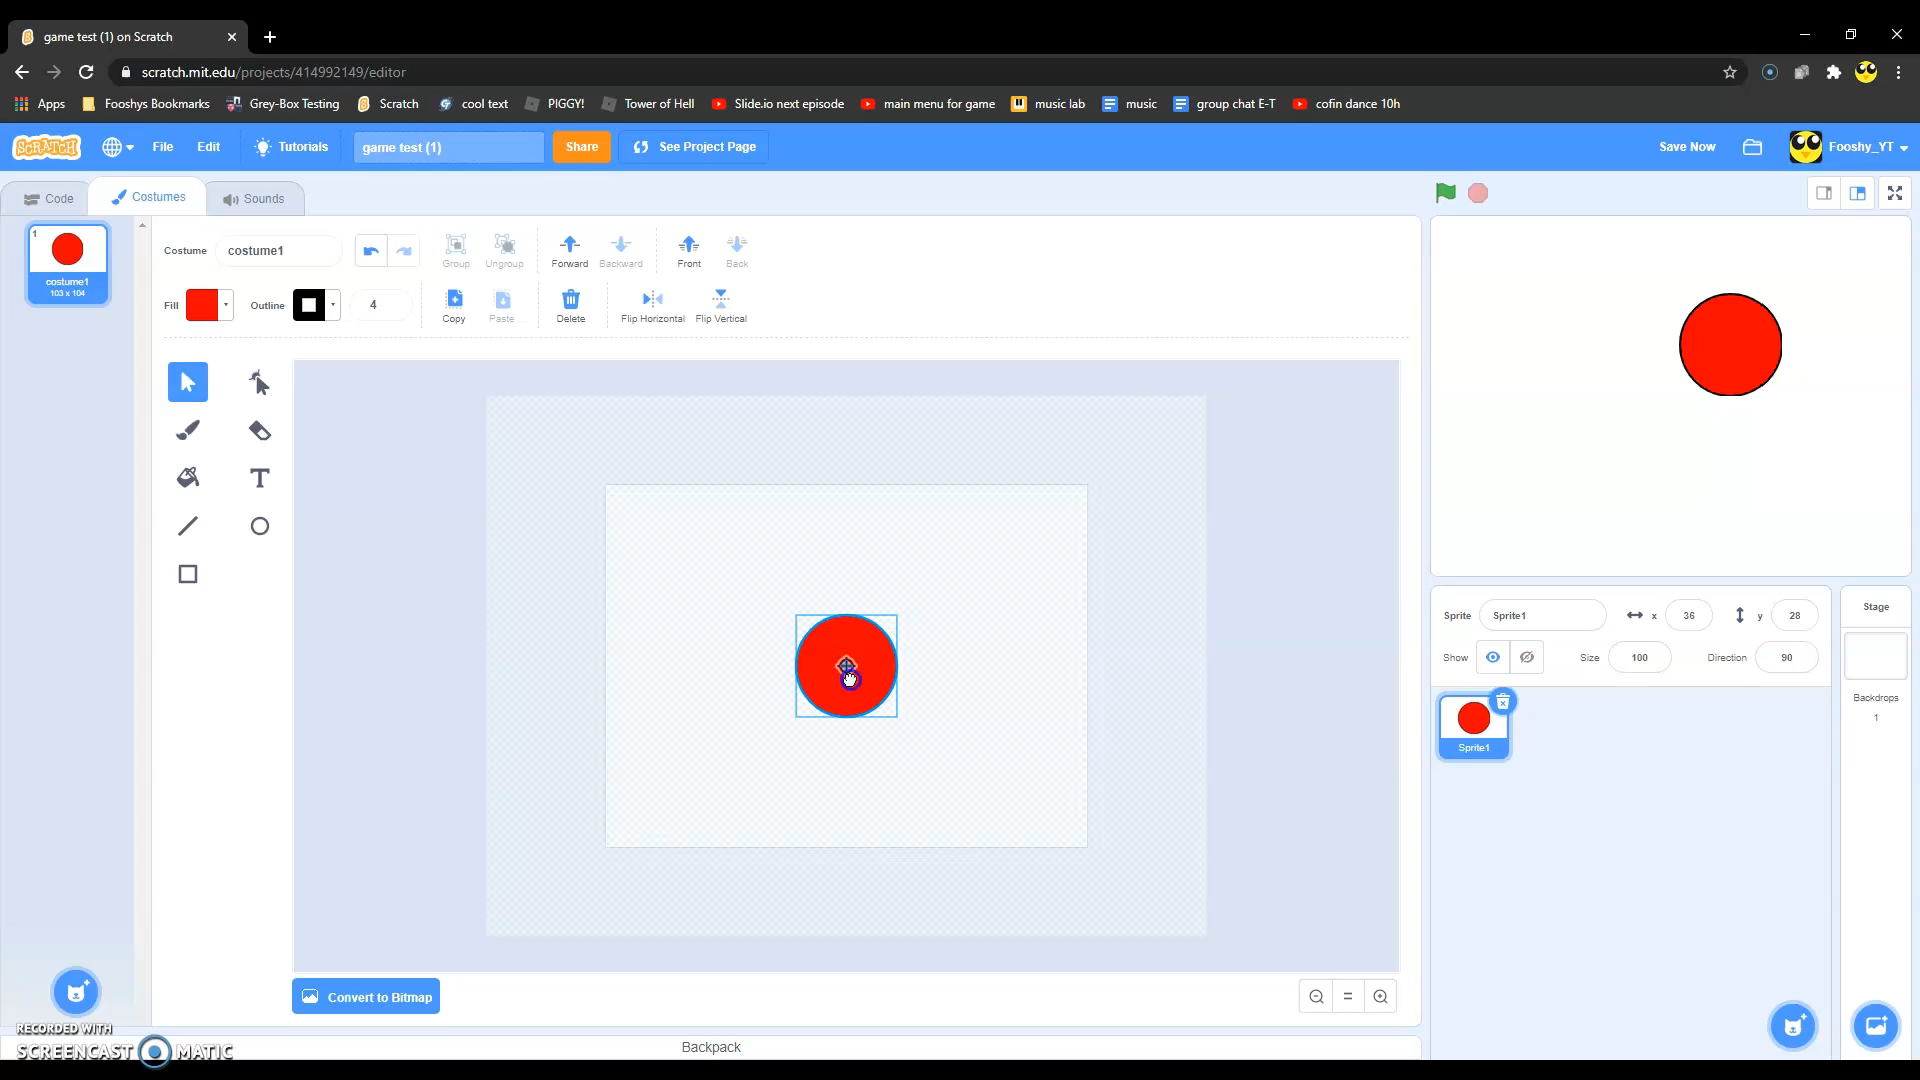 game test (1) on Scratch
scratch.mit.edu/projects/414992149/editor
Apps Fooshys Bookmarks Grey-Box Testing Scratch cool text PIGGY! Tower of Hell Slide.io next episode main menu for game music lab music group chat E-T cofin dance 10h
SCRATCH File Edit Tutorials game test (1) Share See Project Page Save Now Fooshy_YT
Code Costumes Sounds
1
costume1
103 x 104
Costume costume1 Group Ungroup Forward Backward Front Back
Fill Outline 4 Copy Paste Delete Flip Horizontal Flip Vertical
Sprite Sprite1 x 36 y 28
Show Size 100 Direction 90
Sprite1
Stage
Backdrops
1
Convert to Bitmap
Backpack
RECORDED WITH
SCREENCAST MATIC